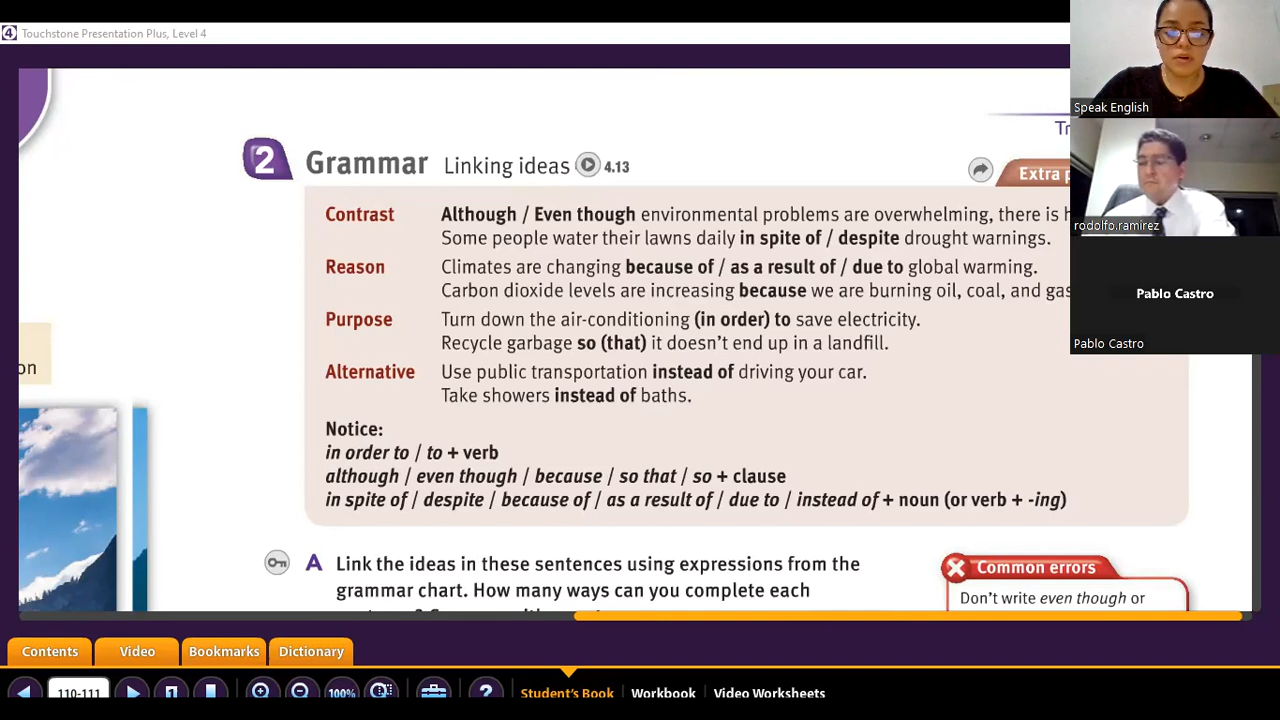 Touchstone Presentation Plus, Level 4
Speak English
rodolfo.ramirez
Pablo Castro
Pablo Castro
2 Grammar Linking ideas 4.13
Extra
Contrast Although / Even though environmental problems are overwhelming, there is
Some people water their lawns daily in spite of / despite drought warnings.
Reason Climates are changing because of / as a result of / due to global warming.
Carbon dioxide levels are increasing because we are burning oil, coal, and gas
Purpose Turn down the air-conditioning (in order) to save electricity.
Recycle garbage so (that) it doesn't end up in a landfill.
Alternative Use public transportation instead of driving your car.
Take showers instead of baths.
Notice:
in order to / to + verb
although / even though / because / so that / so + clause
in spite of / despite / because of / as a result of / due to / instead of + noun (or verb + -ing)
on
A Link the ideas in these sentences using expressions from the
grammar chart. How many ways can you complete each
Common errors
Don't write even though or
Contents Video Bookmarks Dictionary
110-111 1 100% ? Student's Book Workbook Video Worksheets